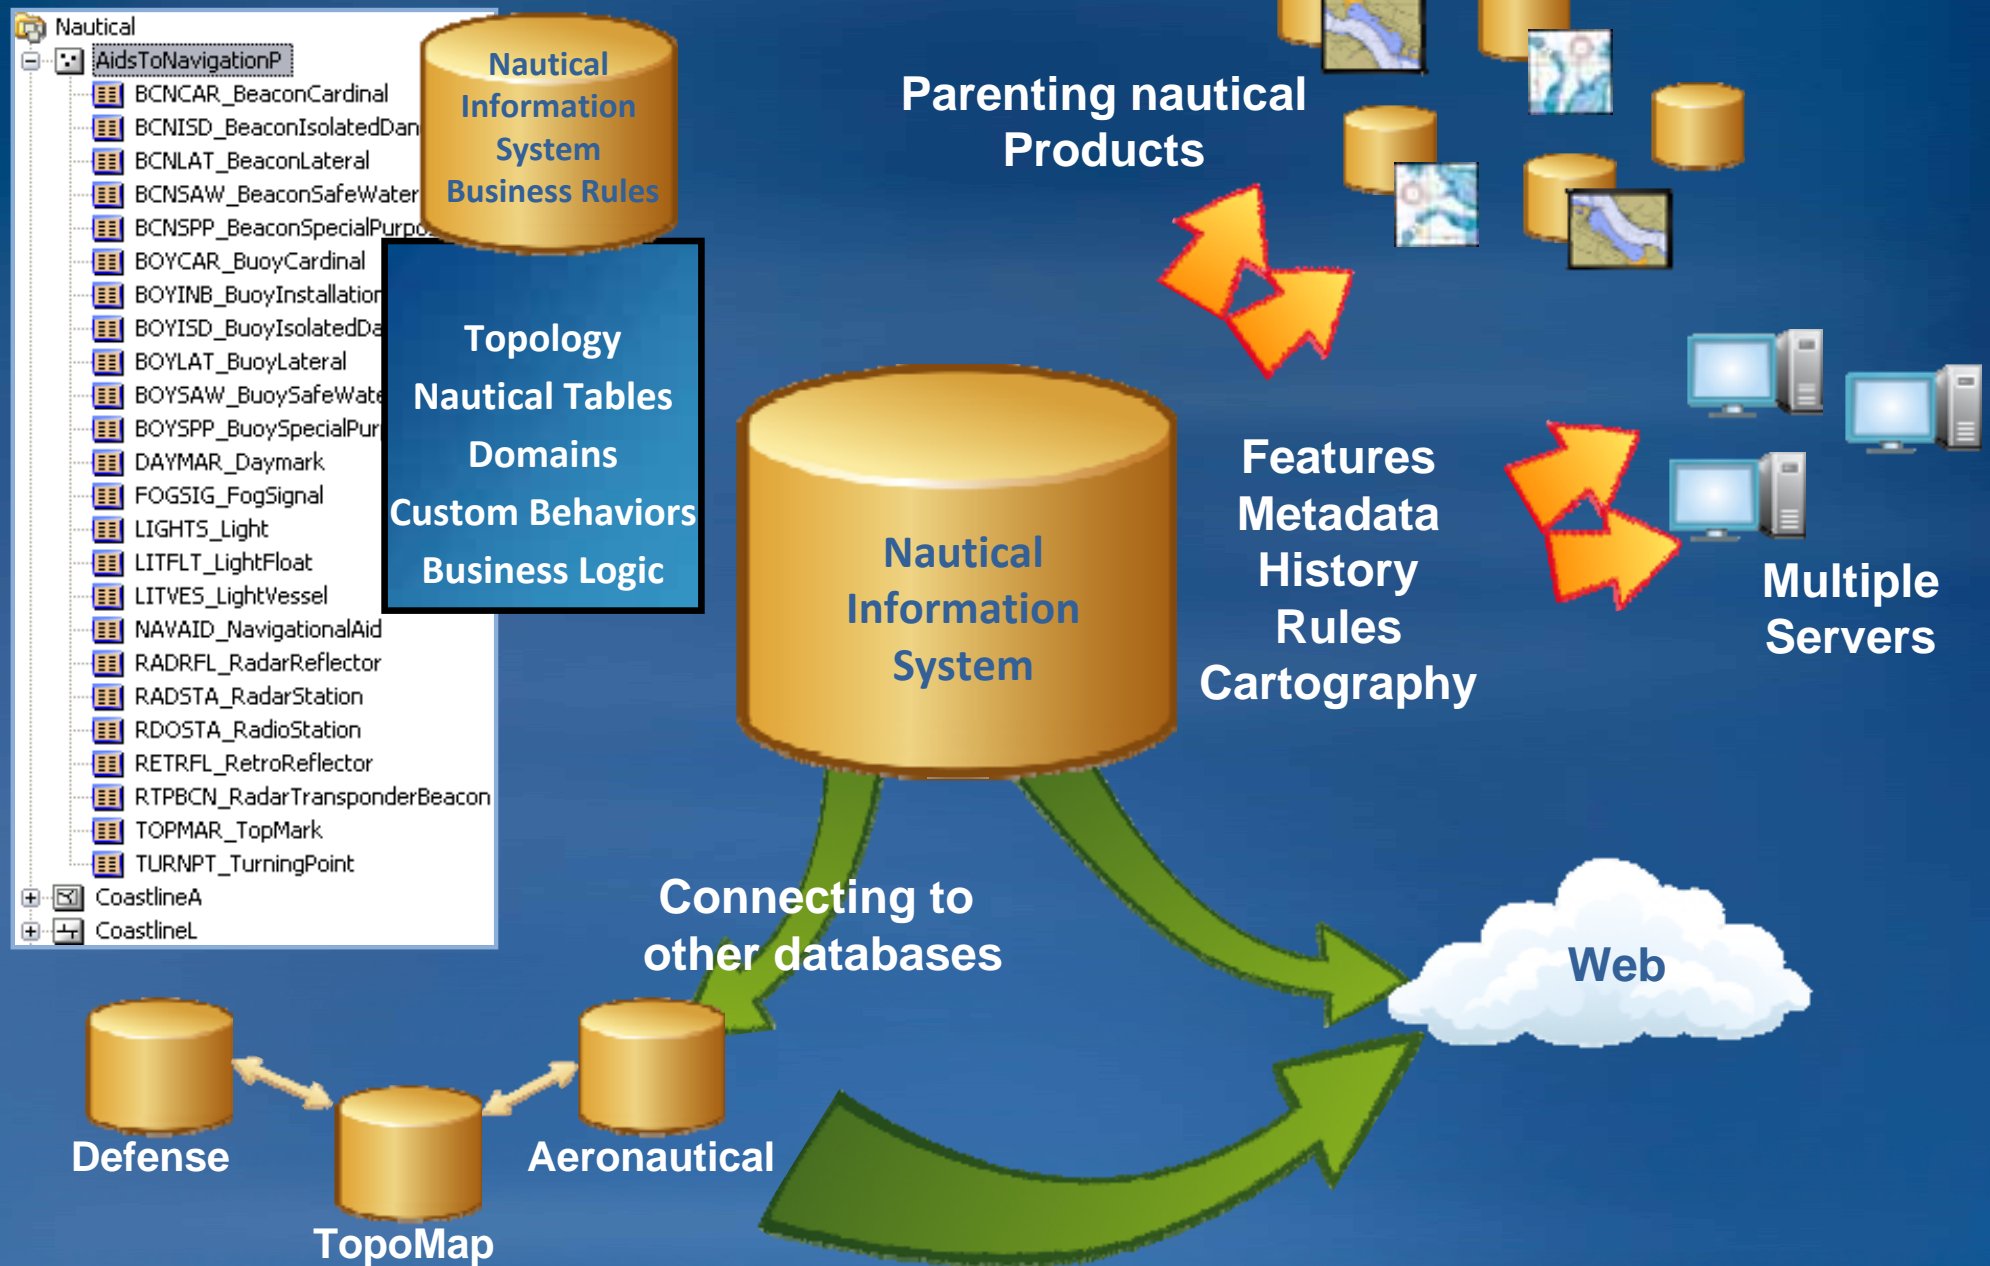 Nautical
AidsToNavigationP
BCNCAR_BeaconCardinal
BCNISD_BeaconIsolatedDan
BCNLAT_BeaconLateral
BCNSAW_BeaconSafeWater
BCNSPP_BeaconSpecialPurpo
BOYCAR_BuoyCardinal
BOYINB_BuoyInstallation
BOYISD_BuoyIsolatedDa
BOYLAT_BuoyLateral
BOYSAW_BuoySafeWate
BOYSPP_BuoySpecialPur
DAYMAR_Daymark
FOGSIG_FogSignal
LIGHTS_Light
LITFLT_LightFloat
LITVES_LightVessel
NAVAID_NavigationalAid
RADRFL_RadarReflector
RADSTA_RadarStation
RDOSTA_RadioStation
RETRFL_RetroReflector
RTPBCN_RadarTransponderBeacon
TOPMAR_TopMark
TURNPT_TurningPoint
CoastlineA
CoastlineL
Nautical
Information
System
Business Rules
Topology
Nautical Tables
Domains
Custom Behaviors
Business Logic
Parenting nautical
Products
Nautical
Information
System
Features
Metadata
History
Rules
Cartography
Multiple
Servers
Connecting to
other databases
Web
Defense
Aeronautical
TopoMap